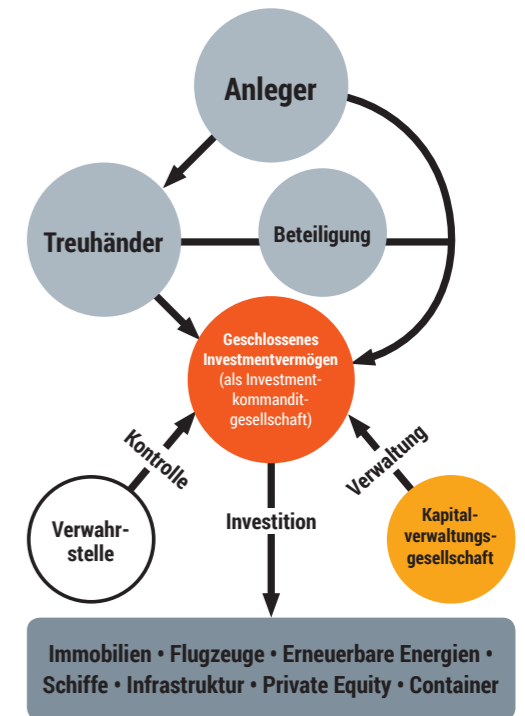 Anleger
Treuhänder
Beteiligung
Geschlossenes
Investmentvermögen
(als Investment-
kommandit-
gesellschaft)
Kontrolle
Verwaltung
Verwahr-
stelle
Investition
Kapital-
verwaltungs-
gesellschaft
Immobilien • Flugzeuge • Erneuerbare Energien •
Schiffe • Infrastruktur • Private Equity • Container